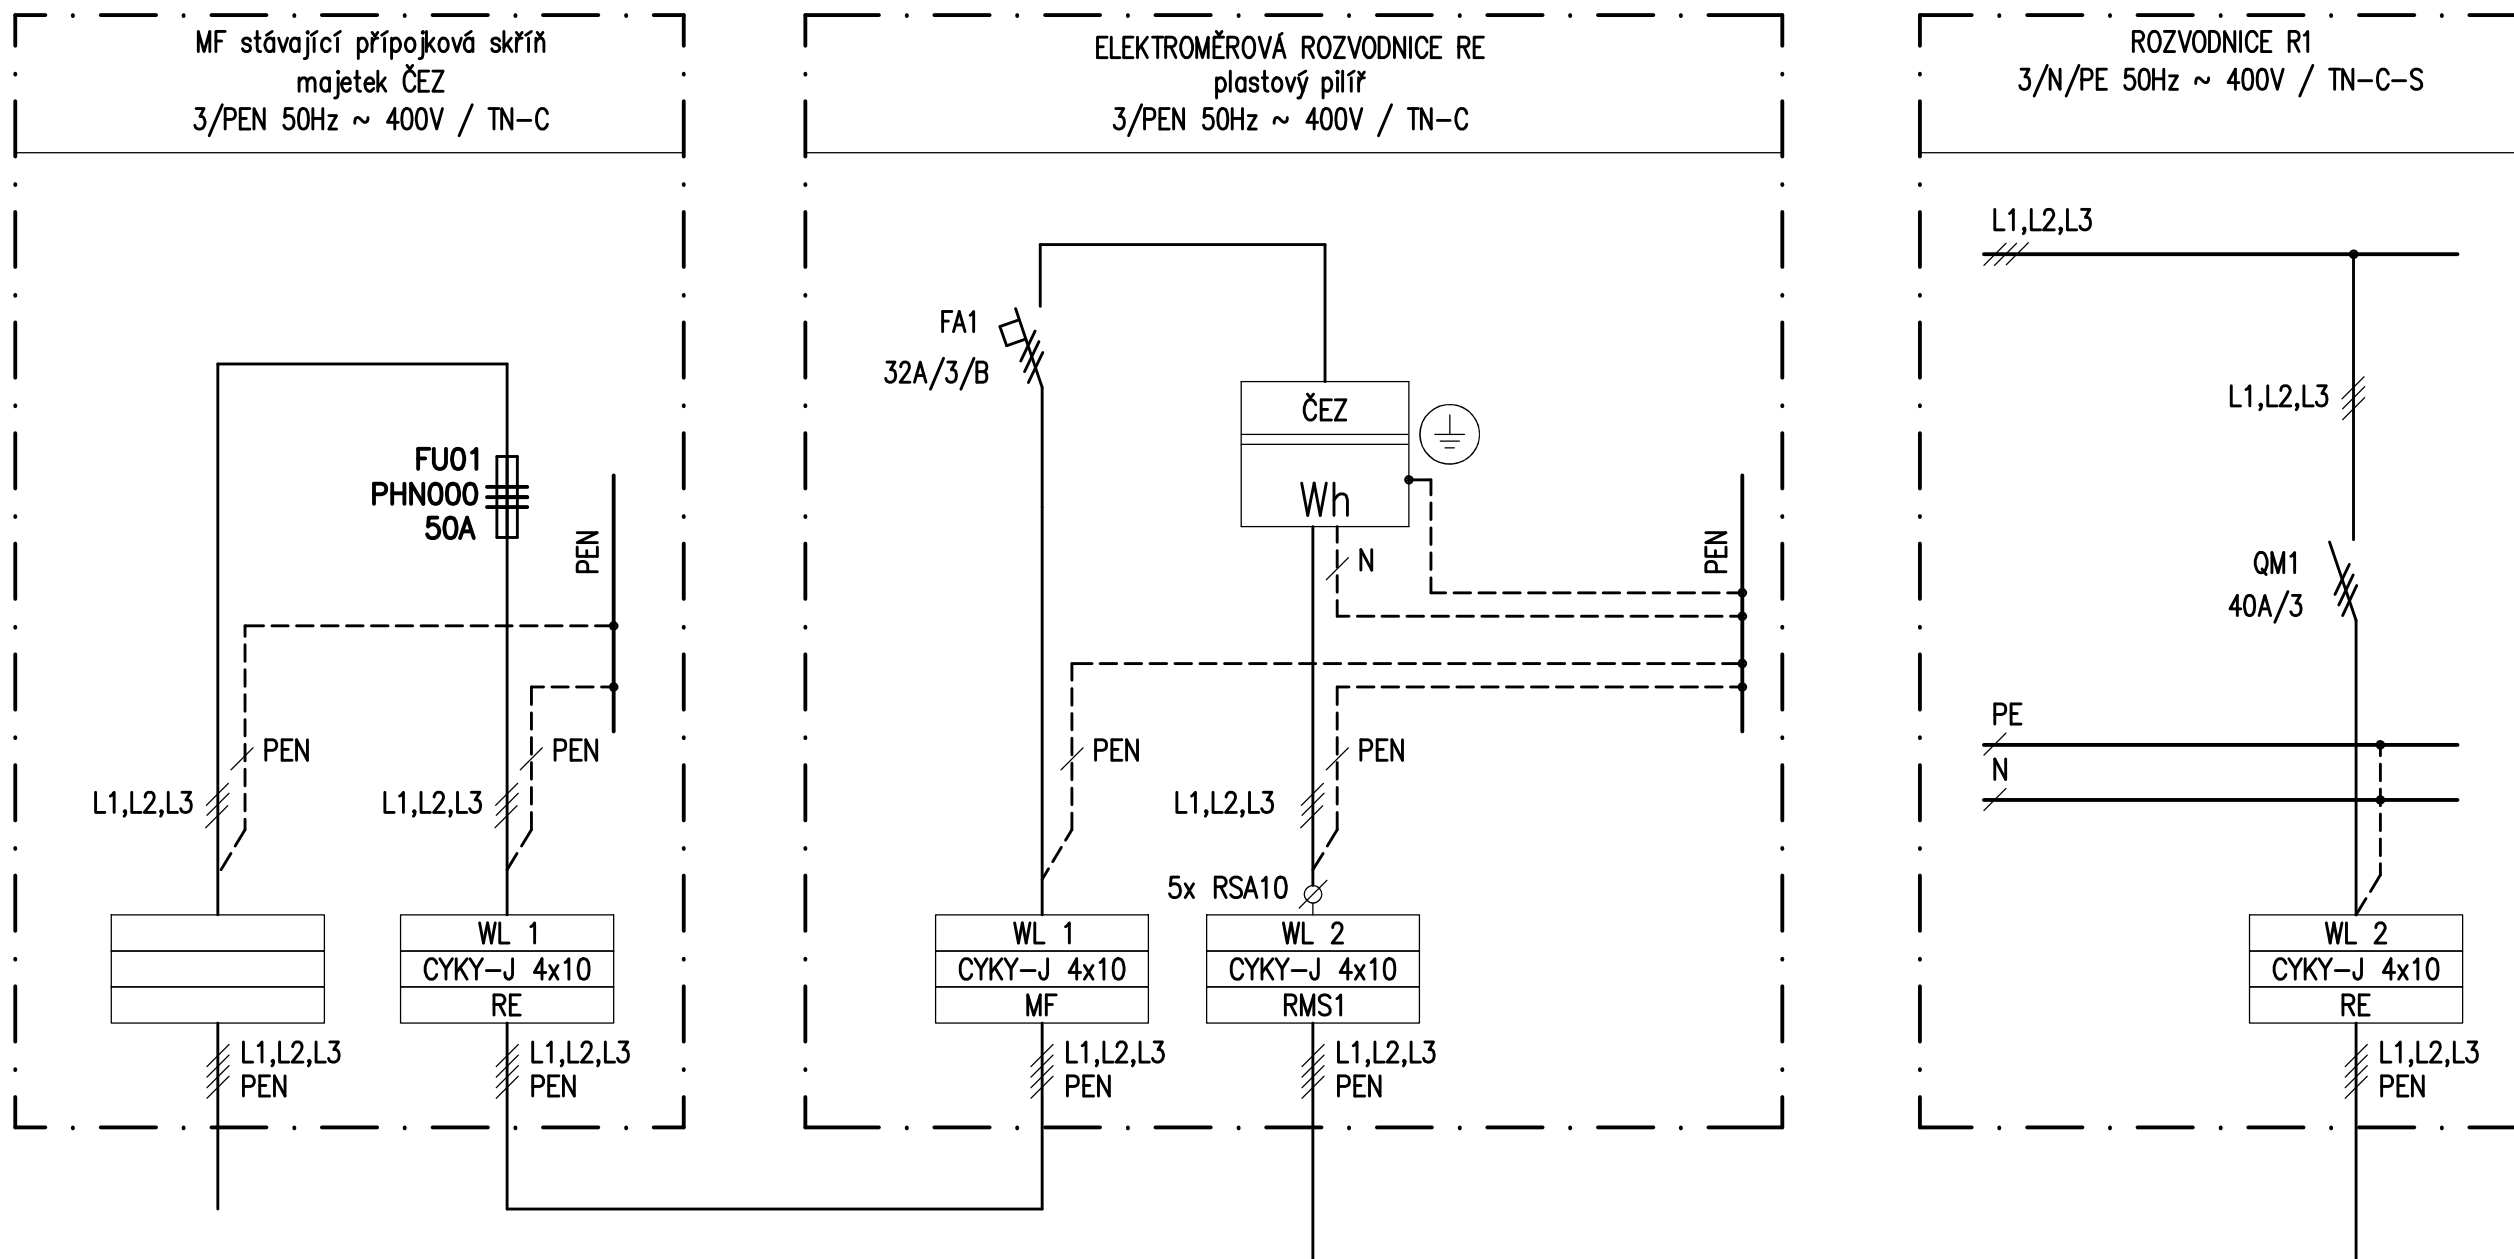 MF stávající přípojková skříň
majetek ČEZ
3/PEN 50Hz ~ 400V / TN-C
FU01
PHN000
50A
PEN
PEN
PEN
L1,L2,L3
L1,L2,L3
WL 1
CYKY-J 4x10
RE
L1,L2,L3
PEN
L1,L2,L3
PEN
ELEKTROMĚROVÁ ROZVODNICE RE
plastový pilíř
3/PEN 50Hz ~ 400V / TN-C
FA1
32A/3/B
ČEZ
Wh
N
PEN
PEN
PEN
L1,L2,L3
5x RSA10
WL 1
CYKY-J 4x10
MF
WL 2
CYKY-J 4x10
RMS1
L1,L2,L3
PEN
L1,L2,L3
PEN
ROZVODNICE R1
3/N/PE 50Hz ~ 400V / TN-C-S
L1,L2,L3
L1,L2,L3
QM1
40A/3
PE
N
WL 2
CYKY-J 4x10
RE
L1,L2,L3
PEN